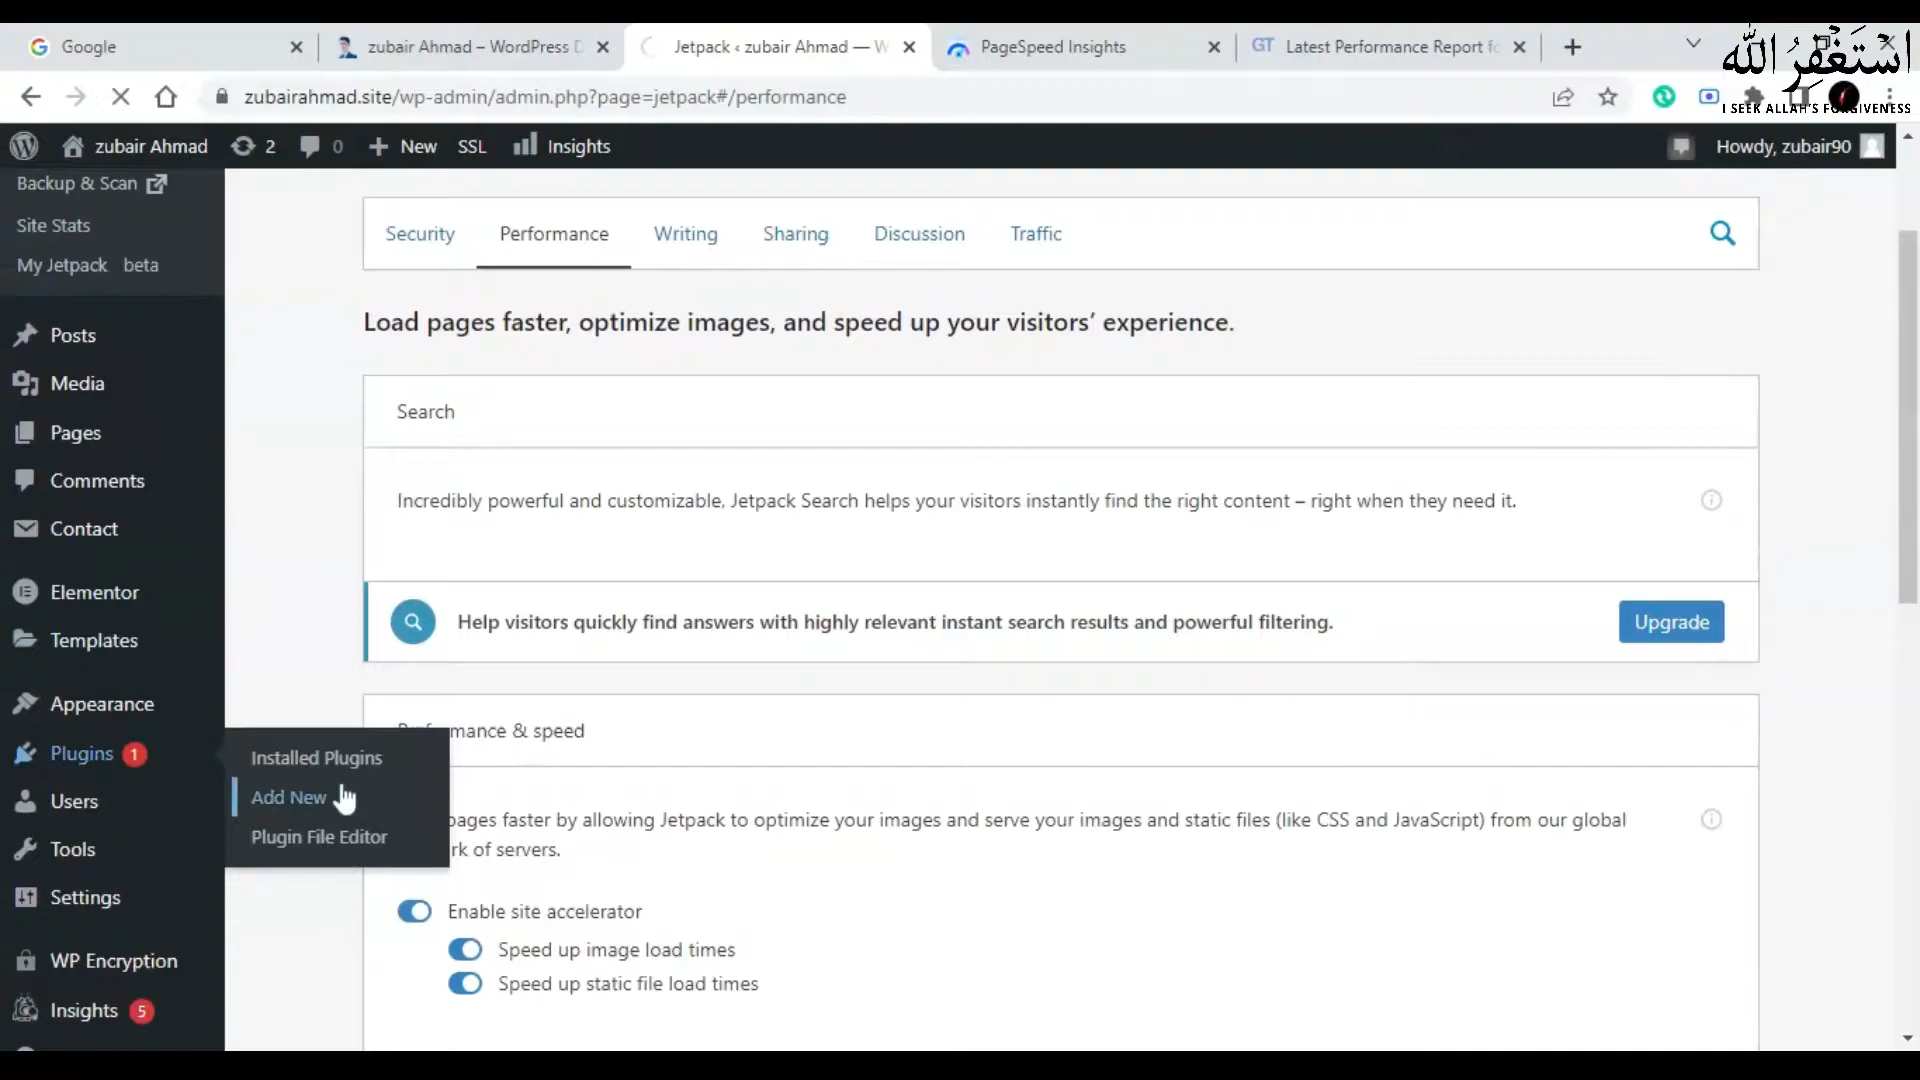 Google
zubair Ahmad – WordPress D
Jetpack ‹ zubair Ahmad — W
PageSpeed Insights
GT Latest Performance Report fo
أستغفر الله
I SEEK ALLAH'S FORGIVENESS
zubairahmad.site/wp-admin/admin.php?page=jetpack#/performance
zubair Ahmad 2 0 New SSL Insights Howdy, zubair90
Backup & Scan
Site Stats
My Jetpack beta
Posts
Media
Pages
Comments
Contact
Elementor
Templates
Appearance
Plugins 1
Users
Tools
Settings
WP Encryption
Insights 5
Installed Plugins
Add New
Plugin File Editor
Security Performance Writing Sharing Discussion Traffic
Load pages faster, optimize images, and speed up your visitors’ experience.
Search
Incredibly powerful and customizable, Jetpack Search helps your visitors instantly find the right content – right when they need it.
Help visitors quickly find answers with highly relevant instant search results and powerful filtering.
Upgrade
mance & speed
pages faster by allowing Jetpack to optimize your images and serve your images and static files (like CSS and JavaScript) from our global
rk of servers.
Enable site accelerator
Speed up image load times
Speed up static file load times